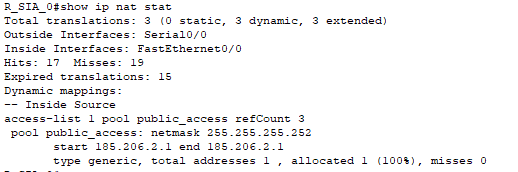 R_SIA_0#show ip nat stat
Total translations: 3 (0 static, 3 dynamic, 3 extended)
Outside Interfaces: Serial0/0
Inside Interfaces: FastEthernet0/0
Hits: 17  Misses: 19
Expired translations: 15
Dynamic mappings:
-- Inside Source
access-list 1 pool public_access refCount 3
 pool public_access: netmask 255.255.255.252
       start 185.206.2.1 end 185.206.2.1
       type generic, total addresses 1 , allocated 1 (100%), misses 0